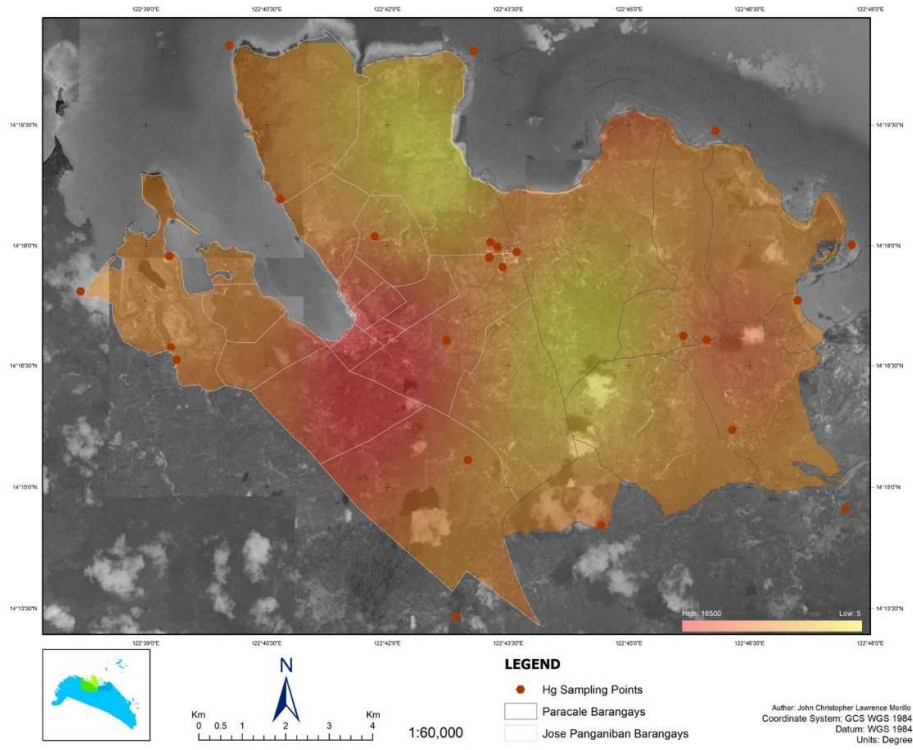 122°39'0"E 122°40'30"E 122°42'0"E 122°43'30"E 122°45'0"E 122°46'30"E 122°48'0"E
14°19'30"N 14°19'30"N
14°18'0"N 14°18'0"N
14°16'30"N 14°16'30"N
14°15'0"N 14°15'0"N
14°13'30"N 14°13'30"N
High: 16500 Low: 5
122°39'0"E 122°40'30"E 122°42'0"E 122°43'30"E 122°45'0"E 122°46'30"E 122°48'0"E
N
LEGEND
Hg Sampling Points
Paracale Barangays
Jose Panganiban Barangays
Km Km
0 0.5 1 2 3 4
1:60,000
Author: John Christopher Lawrence Morillo
Coordinate System: GCS WGS 1984
Datum: WGS 1984
Units: Degree